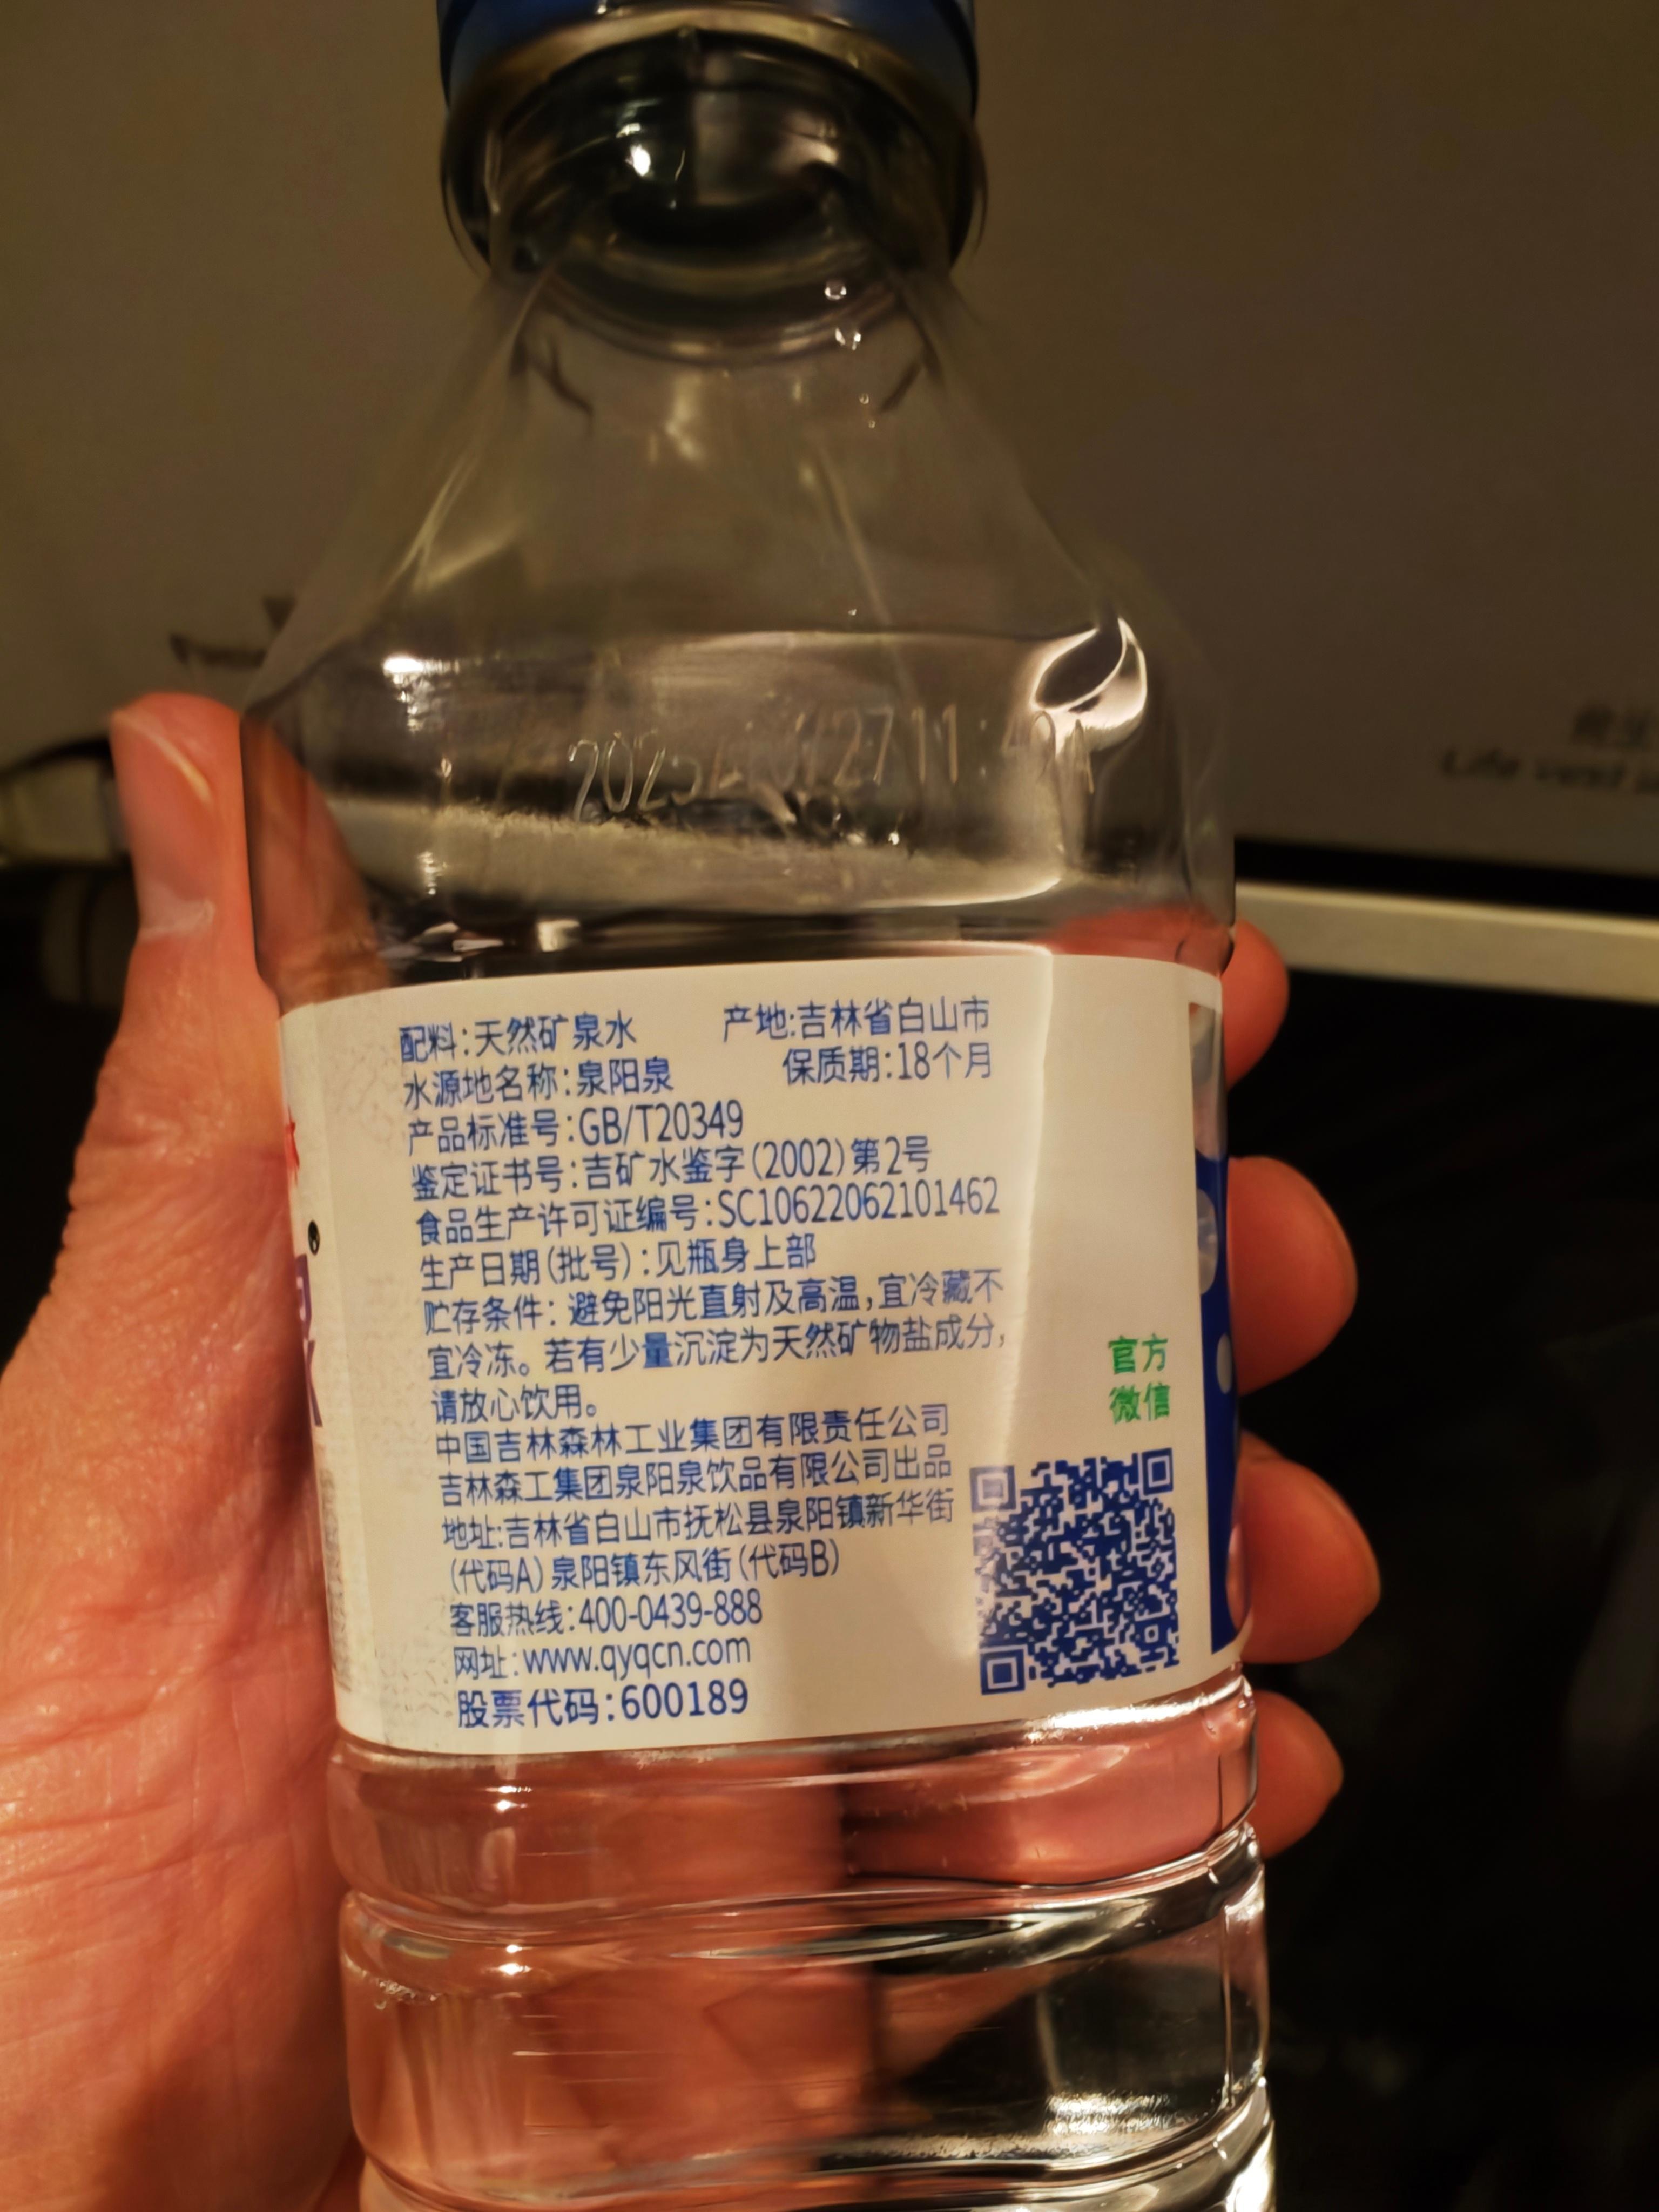 配料:天然矿泉水 产地:吉林省白山市
水源地名称:泉阳泉 保质期:18个月
产品标准号:GB/T20349
鉴定证书号:吉矿水鉴字(2002)第2号
食品生产许可证编号:SC10622062101462
生产日期(批号):见瓶身上部
贮存条件: 避免阳光直射及高温,宜冷藏不
宜冷冻。若有少量沉淀为天然矿物盐成分,
请放心饮用。
官方
微信
中国吉林森林工业集团有限责任公司
吉林森工集团泉阳泉饮品有限公司出品
地址:吉林省白山市抚松县泉阳镇新华街
(代码A) 泉阳镇东风街(代码B)
客服热线:400-0439-888
网址:www.qyqcn.com
股票代码:600189